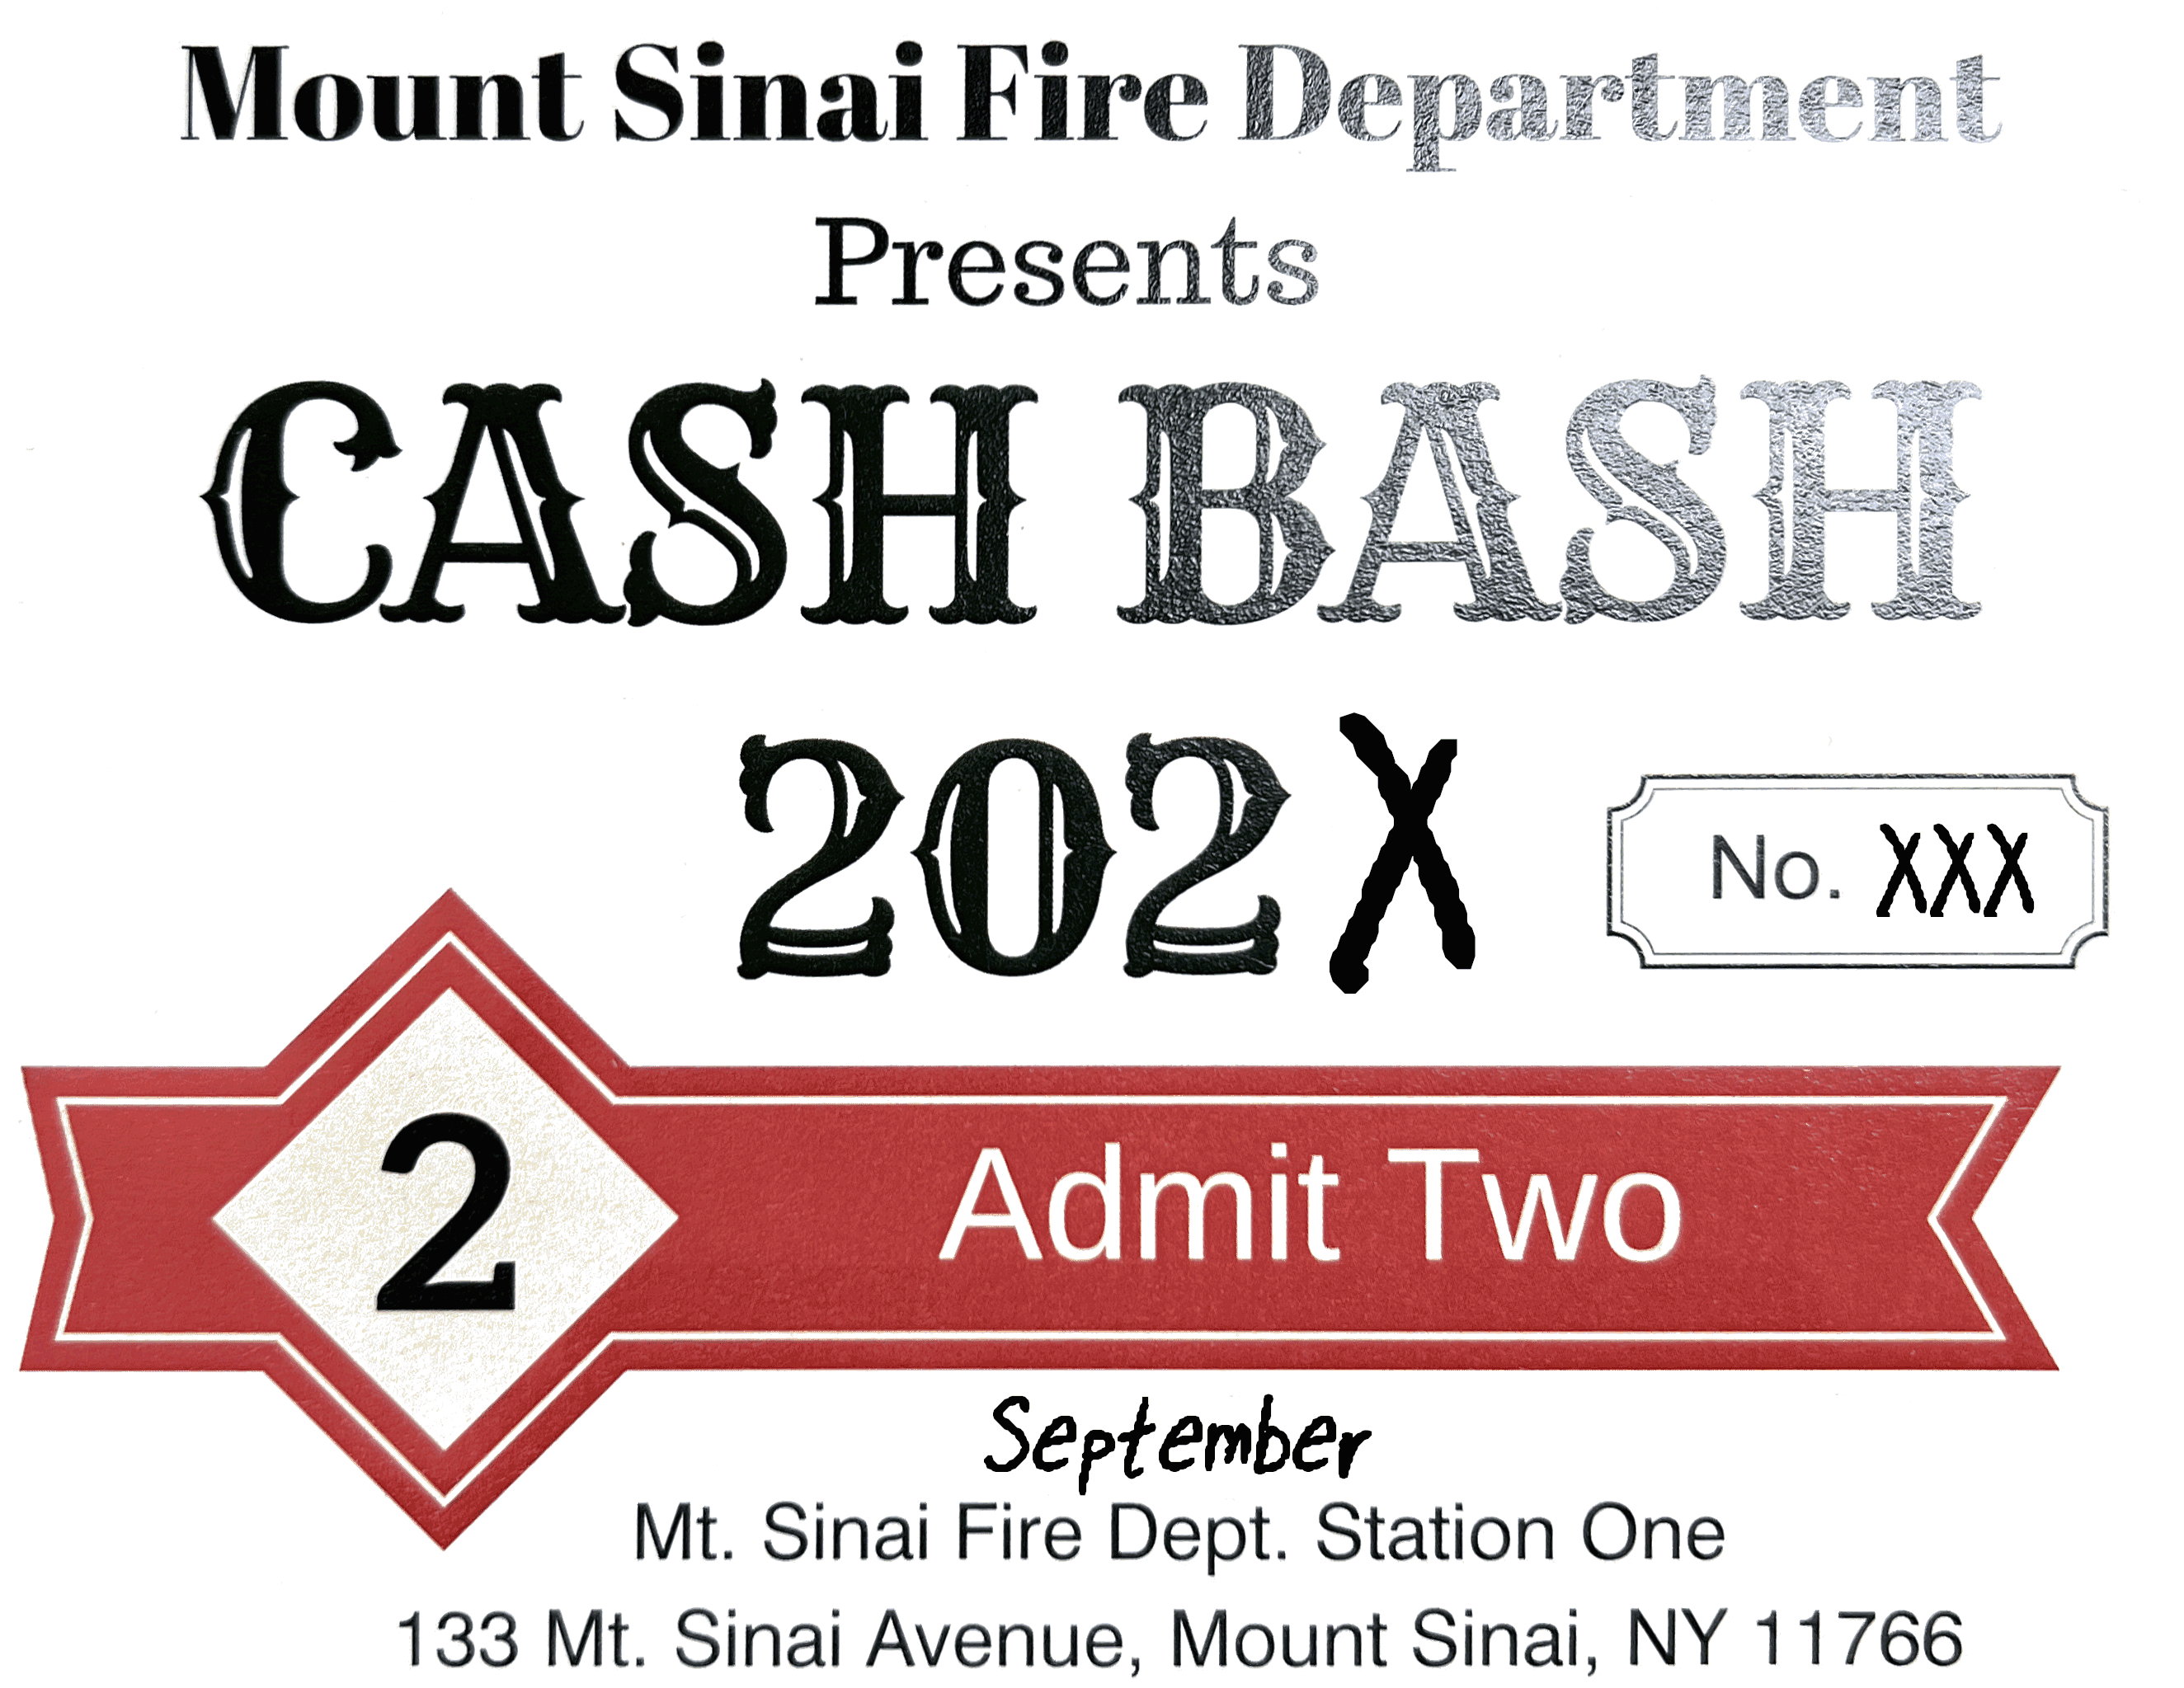 Mount Sinai Fire Department
Presents
CASH BASH
202X
No. XXX
2
Admit Two
September
Mt. Sinai Fire Dept. Station One
133 Mt. Sinai Avenue, Mount Sinai, NY 11766